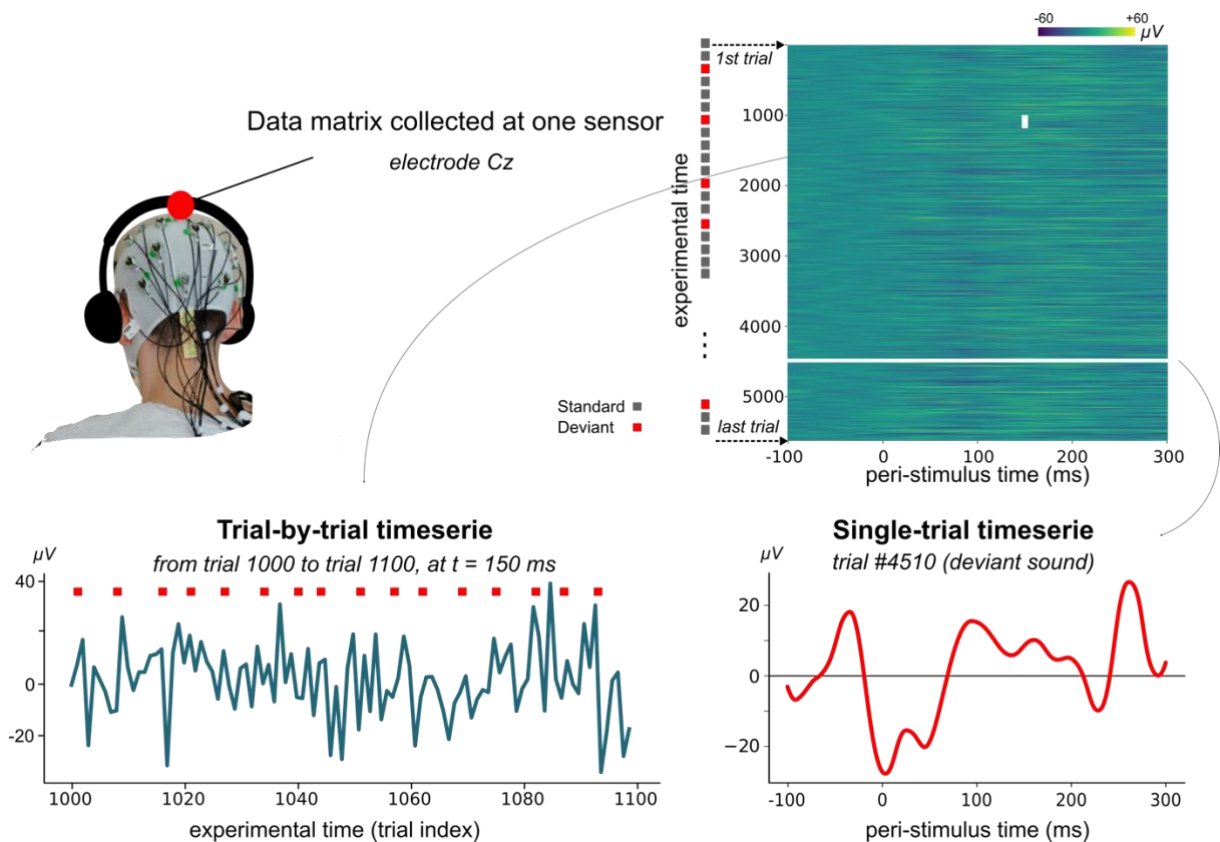 Data matrix collected at one sensor
electrode Cz
-60
+60
µV
1st trial
1000
2000
3000
4000
5000
experimental time
last trial
Standard
Deviant
-100
0
100
200
300
peri-stimulus time (ms)
Trial-by-trial timeserie
from trial 1000 to trial 1100, at t = 150 ms
µV
40
0
-20
1000
1020
1040
1060
1080
1100
experimental time (trial index)
Single-trial timeserie
trial #4510 (deviant sound)
µV
20
0
−20
-100
0
100
200
300
peri-stimulus time (ms)